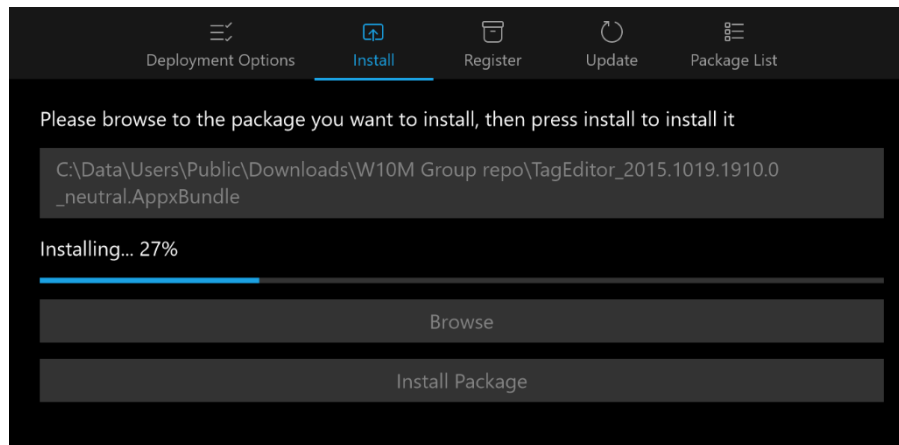 Deployment Options
Install
Register
Update
Package List
Please browse to the package you want to install, then press install to install it
C:\Data\Users\Public\Downloads\W10M Group repo\TagEditor_2015.1019.1910.0
_neutral.AppxBundle
Installing... 27%
Browse
Install Package